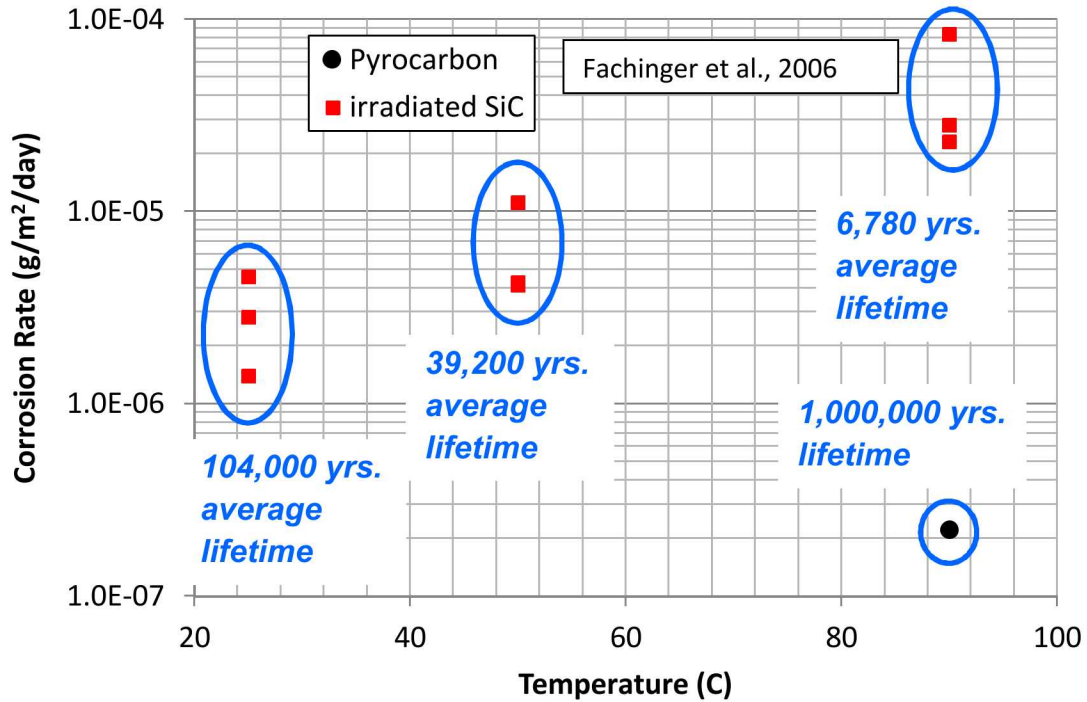 1.0E-04
1.0E-05
1.0E-06
1.0E-07
Corrosion Rate (g/m²/day)
Pyrocarbon
irradiated SiC
Fachinger et al., 2006
6,780 yrs.
average
lifetime
39,200 yrs.
average
lifetime
1,000,000 yrs.
lifetime
104,000 yrs.
average
lifetime
20 40 60 80 100
Temperature (C)